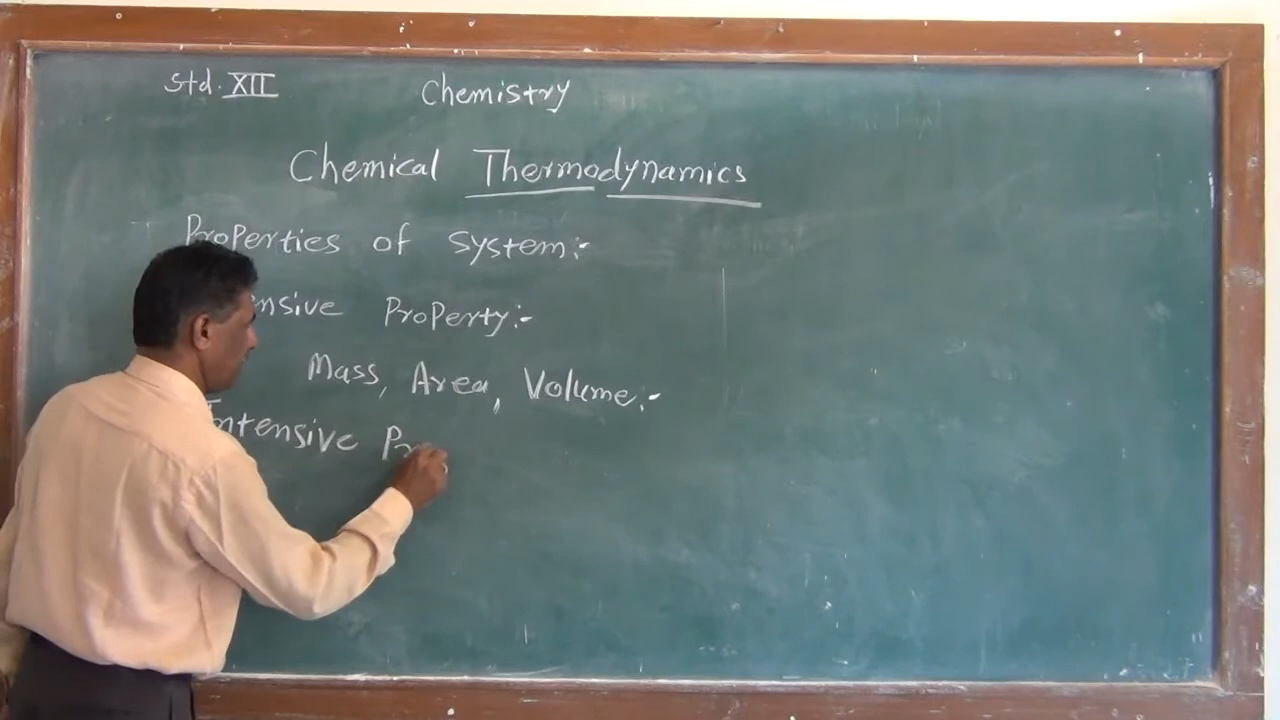 Std. XII
Chemistry
Chemical Thermodynamics
Properties of System:-
Property:-
Mass, Area, Volume:-
Intensive